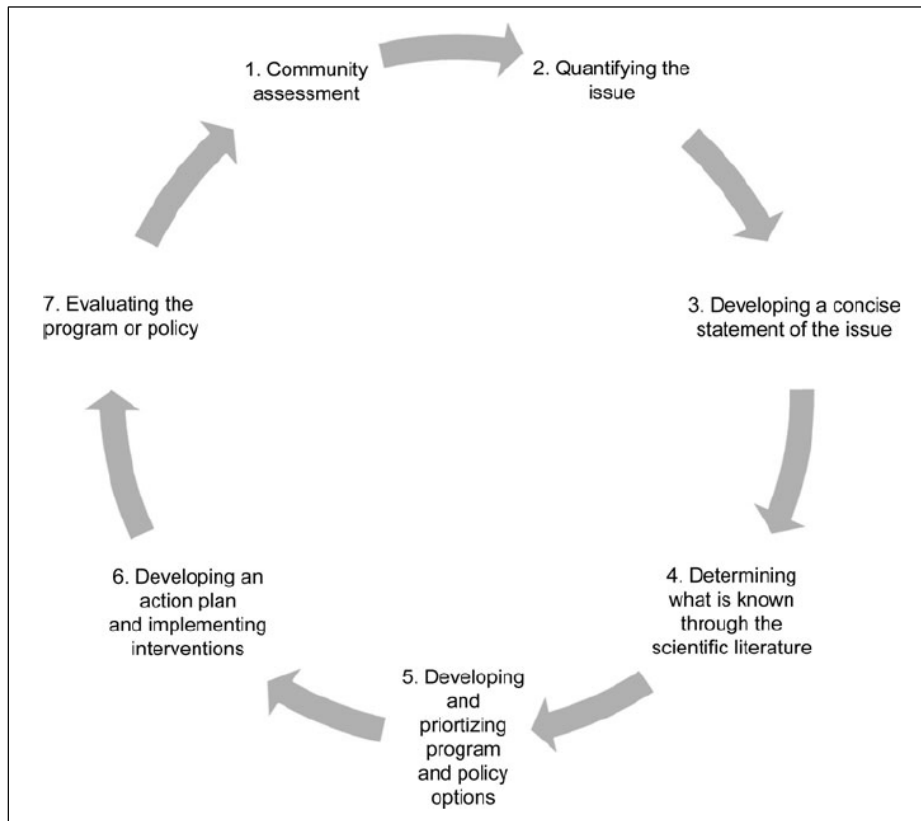 1. Community
assessment
2. Quantifying the
issue
3. Developing a concise
statement of the issue
4. Determining
what is known
through the
scientific literature
5. Developing
and
priortizing
program
and policy
options
6. Developing an
action plan
and implementing
interventions
7. Evaluating the
program or policy